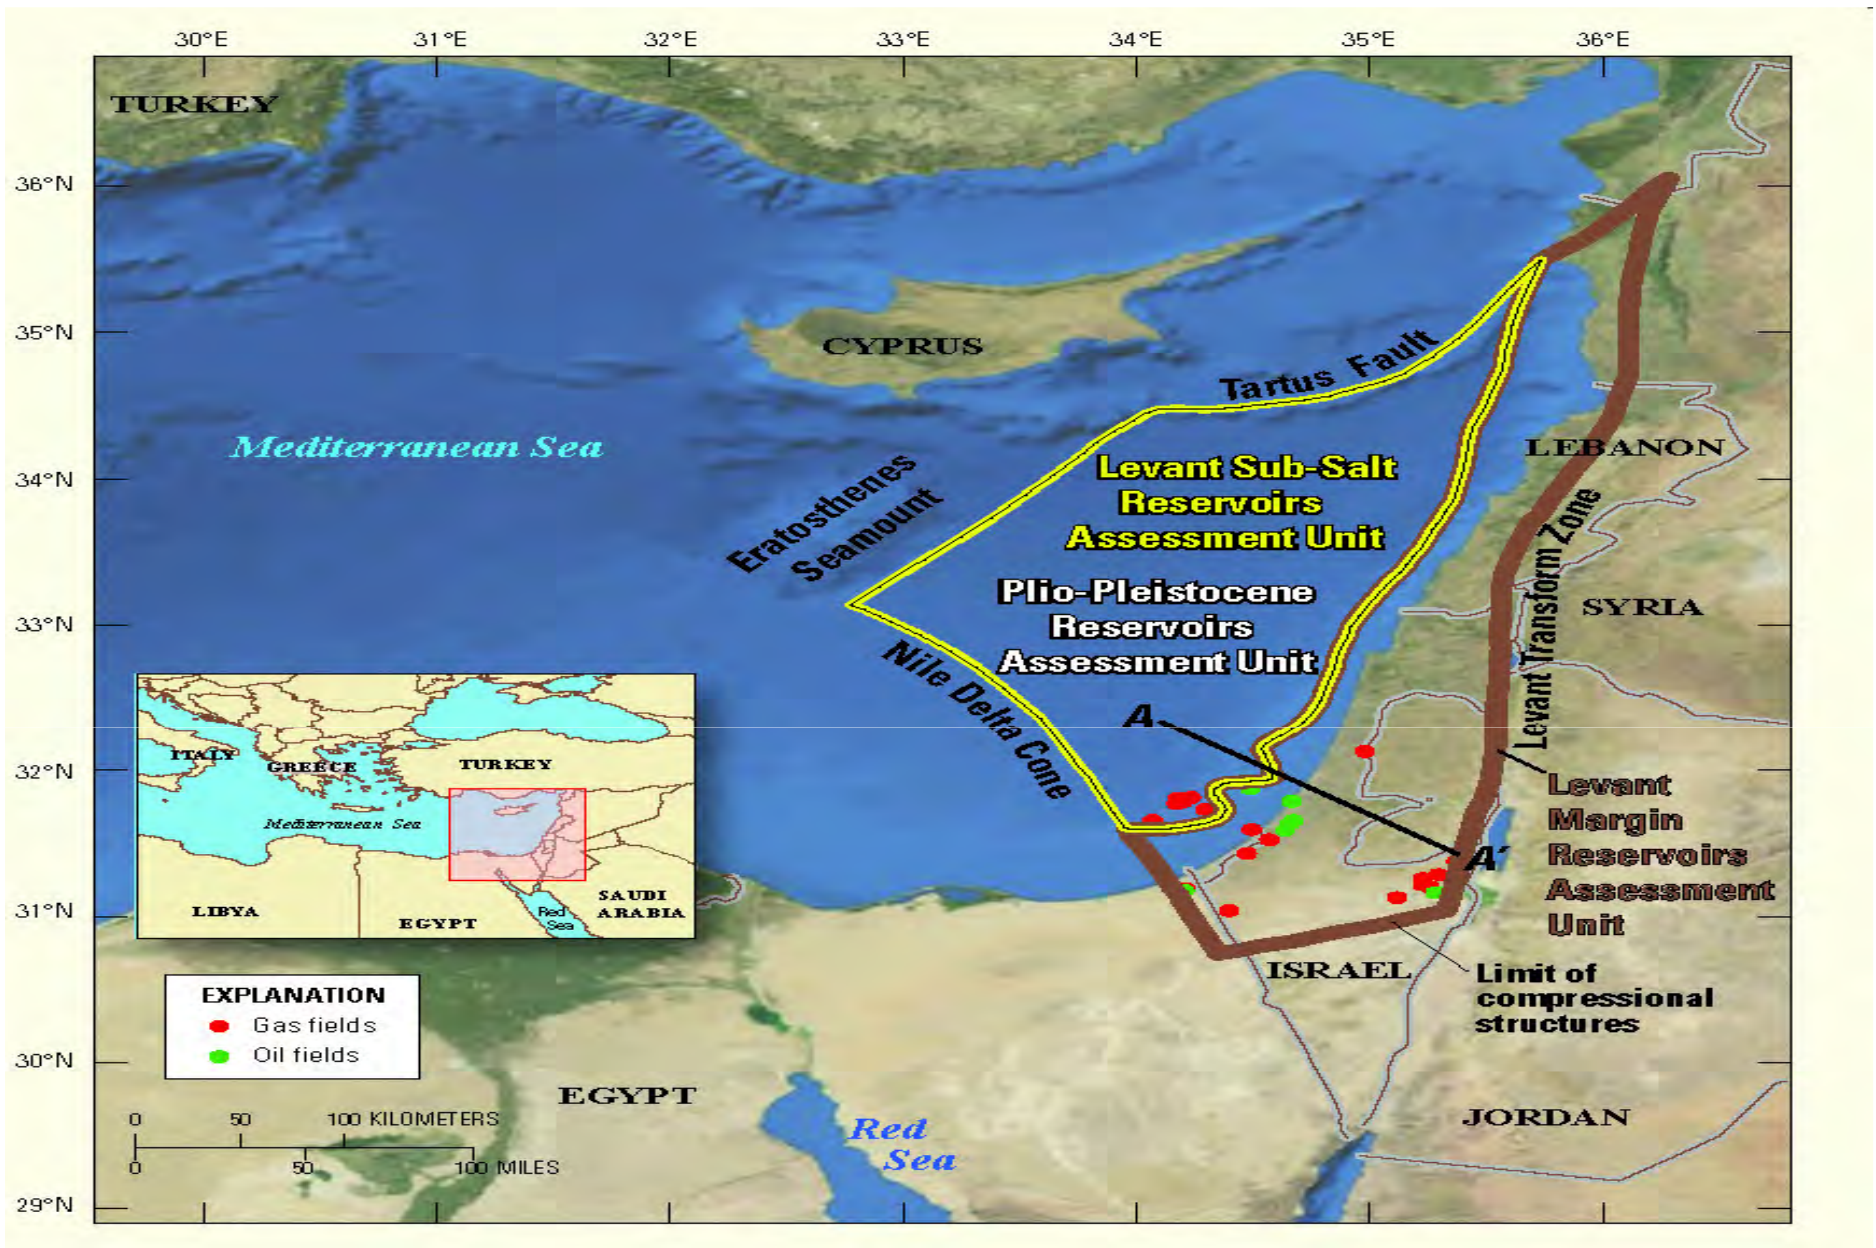 30°E 31°E 32°E 33°E 34°E 35°E 36°E
36°N
35°N
34°N
33°N
32°N
31°N
30°N
29°N
TURKEY
CYPRUS
Mediterranean Sea
Eratosthenes
Seamount
Tartus Fault
Levant Sub-Salt
Reservoirs
Assessment Unit
Plio-Pleistocene
Reservoirs
Assessment Unit
Nile Delta Cone
A
A'
LEBANON
SYRIA
Levant Transform Zone
Levant
Margin
Reservoirs
Assessment
Unit
Limit of
compressional
structures
ISRAEL
JORDAN
EGYPT
Red
Sea
ITALY
GREECE
TURKEY
Mediterranean Sea
LIBYA
EGYPT
Red
Sea
SAUDI
ARABIA
EXPLANATION
Gas fields
Oil fields
0 50 100 KILOMETERS
0 50 100 MILES